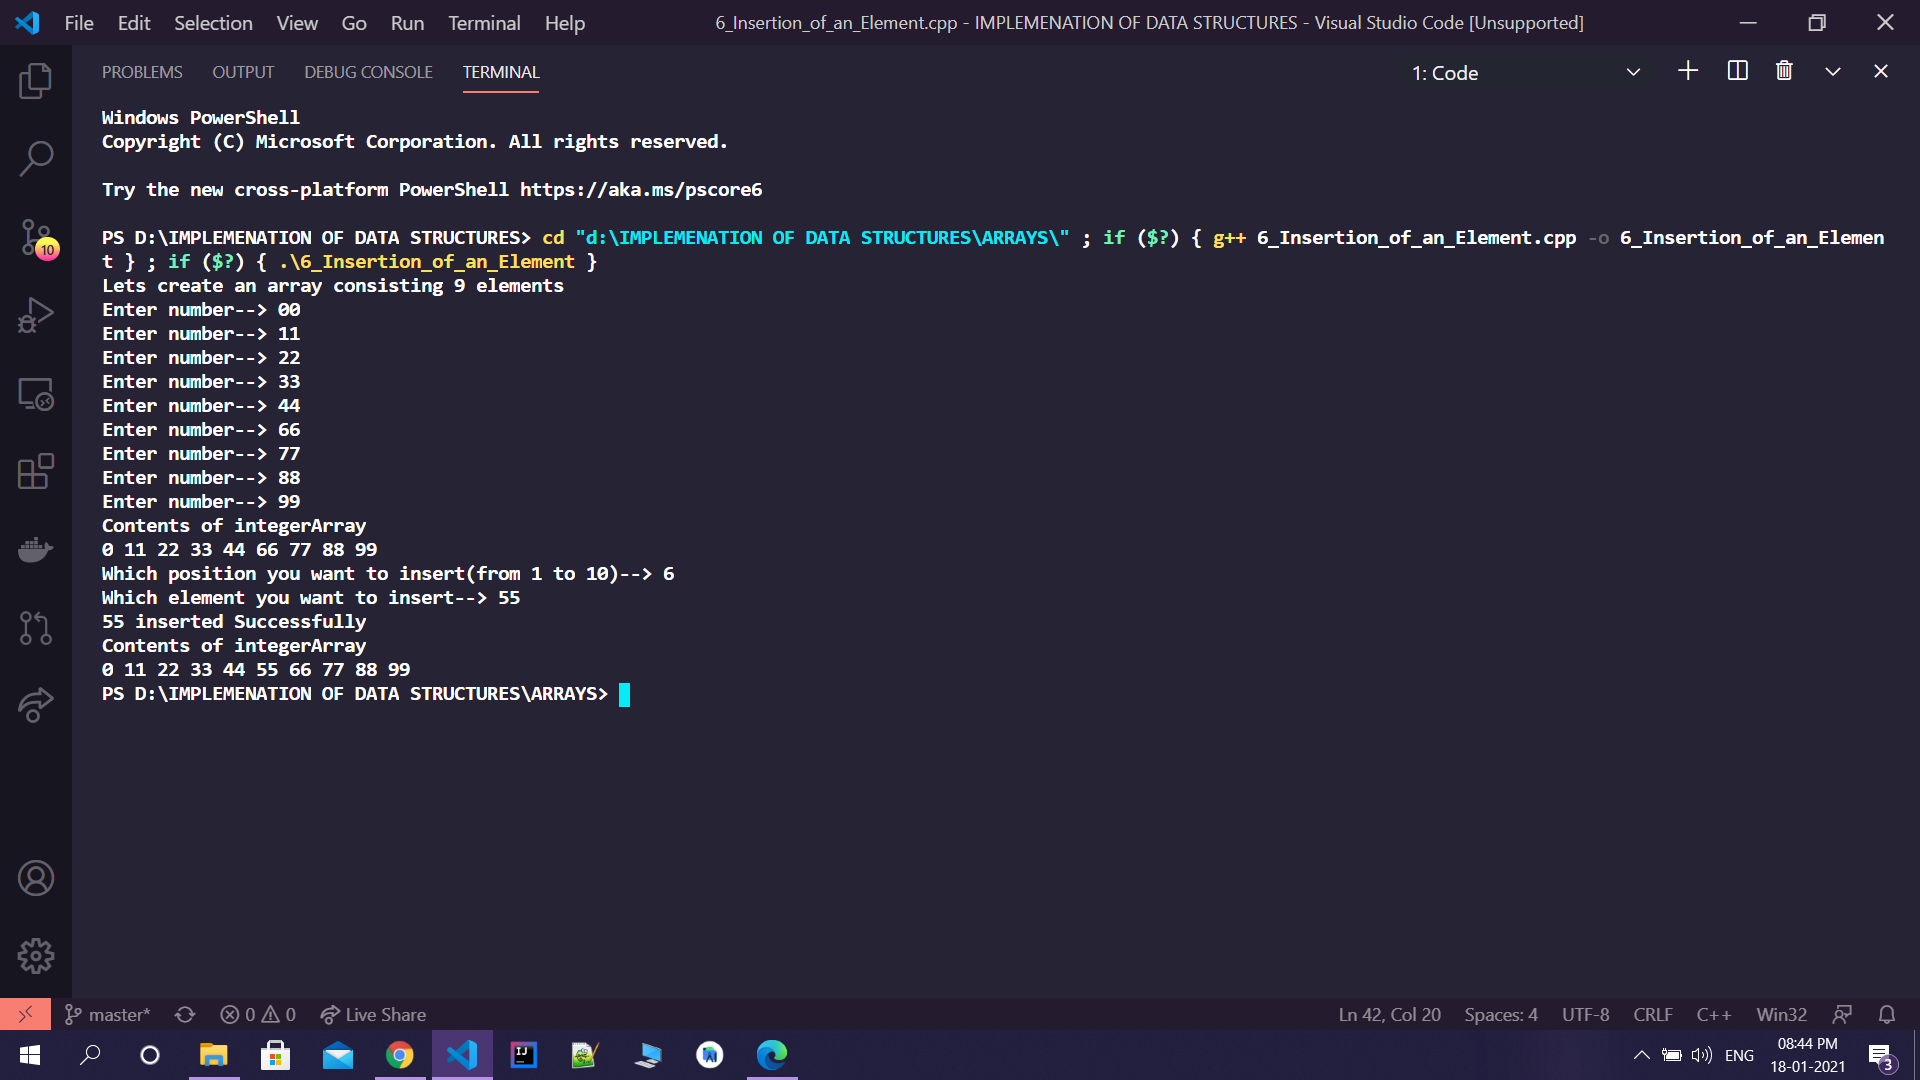 File Edit Selection View Go Run Terminal Help 6_Insertion_of_an_Element.cpp - IMPLEMENATION OF DATA STRUCTURES - Visual Studio Code [Unsupported]
PROBLEMS OUTPUT DEBUG CONSOLE TERMINAL 1: Code
Windows PowerShell
Copyright (C) Microsoft Corporation. All rights reserved.
Try the new cross-platform PowerShell https://aka.ms/pscore6
PS D:\IMPLEMENATION OF DATA STRUCTURES> cd "d:\IMPLEMENATION OF DATA STRUCTURES\ARRAYS\" ; if ($?) { g++ 6_Insertion_of_an_Element.cpp -o 6_Insertion_of_an_Elemen
t } ; if ($?) { .\6_Insertion_of_an_Element }
Lets create an array consisting 9 elements
Enter number--> 00
Enter number--> 11
Enter number--> 22
Enter number--> 33
Enter number--> 44
Enter number--> 66
Enter number--> 77
Enter number--> 88
Enter number--> 99
Contents of integerArray
0 11 22 33 44 66 77 88 99
Which position you want to insert(from 1 to 10)--> 6
Which element you want to insert--> 55
55 inserted Successfully
Contents of integerArray
0 11 22 33 44 55 66 77 88 99
PS D:\IMPLEMENATION OF DATA STRUCTURES\ARRAYS>
10
master* 0 0 Live Share Ln 42, Col 20 Spaces: 4 UTF-8 CRLF C++ Win32
IJ ENG 08:44 PM
18-01-2021 3